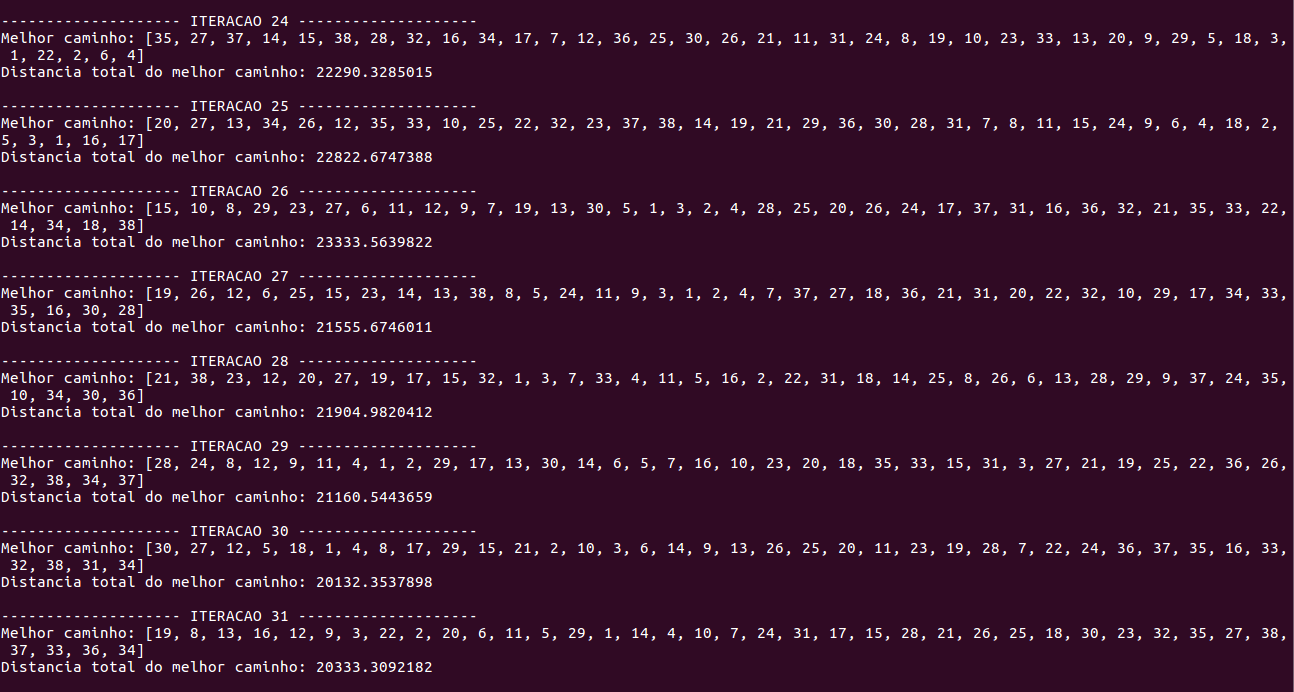 -------------------- ITERACAO 24 --------------------
Melhor caminho: [35, 27, 37, 14, 15, 38, 28, 32, 16, 34, 17, 7, 12, 36, 25, 30, 26, 21, 11, 31, 24, 8, 19, 10, 23, 33, 13, 20, 9, 29, 5, 18, 3,
 1, 22, 2, 6, 4]
Distancia total do melhor caminho: 22290.3285015
-------------------- ITERACAO 25 --------------------
Melhor caminho: [20, 27, 13, 34, 26, 12, 35, 33, 10, 25, 22, 32, 23, 37, 38, 14, 19, 21, 29, 36, 30, 28, 31, 7, 8, 11, 15, 24, 9, 6, 4, 18, 2,
5, 3, 1, 16, 17]
Distancia total do melhor caminho: 22822.6747388
-------------------- ITERACAO 26 --------------------
Melhor caminho: [15, 10, 8, 29, 23, 27, 6, 11, 12, 9, 7, 19, 13, 30, 5, 1, 3, 2, 4, 28, 25, 20, 26, 24, 17, 37, 31, 16, 36, 32, 21, 35, 33, 22,
 14, 34, 18, 38]
Distancia total do melhor caminho: 23333.5639822
-------------------- ITERACAO 27 --------------------
Melhor caminho: [19, 26, 12, 6, 25, 15, 23, 14, 13, 38, 8, 5, 24, 11, 9, 3, 1, 2, 4, 7, 37, 27, 18, 36, 21, 31, 20, 22, 32, 10, 29, 17, 34, 33,
 35, 16, 30, 28]
Distancia total do melhor caminho: 21555.6746011
-------------------- ITERACAO 28 --------------------
Melhor caminho: [21, 38, 23, 12, 20, 27, 19, 17, 15, 32, 1, 3, 7, 33, 4, 11, 5, 16, 2, 22, 31, 18, 14, 25, 8, 26, 6, 13, 28, 29, 9, 37, 24, 35,
 10, 34, 30, 36]
Distancia total do melhor caminho: 21904.9820412
-------------------- ITERACAO 29 --------------------
Melhor caminho: [28, 24, 8, 12, 9, 11, 4, 1, 2, 29, 17, 13, 30, 14, 6, 5, 7, 16, 10, 23, 20, 18, 35, 33, 15, 31, 3, 27, 21, 19, 25, 22, 36, 26,
 32, 38, 34, 37]
Distancia total do melhor caminho: 21160.5443659
-------------------- ITERACAO 30 --------------------
Melhor caminho: [30, 27, 12, 5, 18, 1, 4, 8, 17, 29, 15, 21, 2, 10, 3, 6, 14, 9, 13, 26, 25, 20, 11, 23, 19, 28, 7, 22, 24, 36, 37, 35, 16, 33,
 32, 38, 31, 34]
Distancia total do melhor caminho: 20132.3537898
-------------------- ITERACAO 31 --------------------
Melhor caminho: [19, 8, 13, 16, 12, 9, 3, 22, 2, 20, 6, 11, 5, 29, 1, 14, 4, 10, 7, 24, 31, 17, 15, 28, 21, 26, 25, 18, 30, 23, 32, 35, 27, 38,
 37, 33, 36, 34]
Distancia total do melhor caminho: 20333.3092182